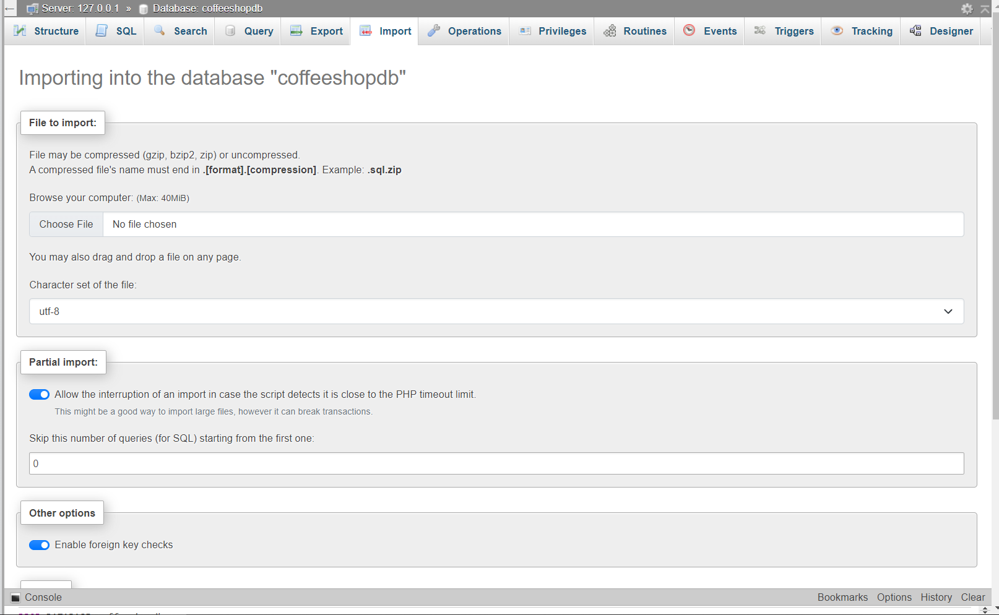 Server: 127.0.0.1 » Database: coffeeshopdb
Structure SQL Search Query Export Import Operations Privileges Routines Events Triggers Tracking Designer
Importing into the database "coffeeshopdb"
File to import:
File may be compressed (gzip, bzip2, zip) or uncompressed.
A compressed file's name must end in .[format].[compression]. Example: .sql.zip
Browse your computer: (Max: 40MiB)
Choose File No file chosen
You may also drag and drop a file on any page.
Character set of the file:
utf-8
Partial import:
Allow the interruption of an import in case the script detects it is close to the PHP timeout limit.
This might be a good way to import large files, however it can break transactions.
Skip this number of queries (for SQL) starting from the first one:
0
Other options
Enable foreign key checks
Console Bookmarks Options History Clear